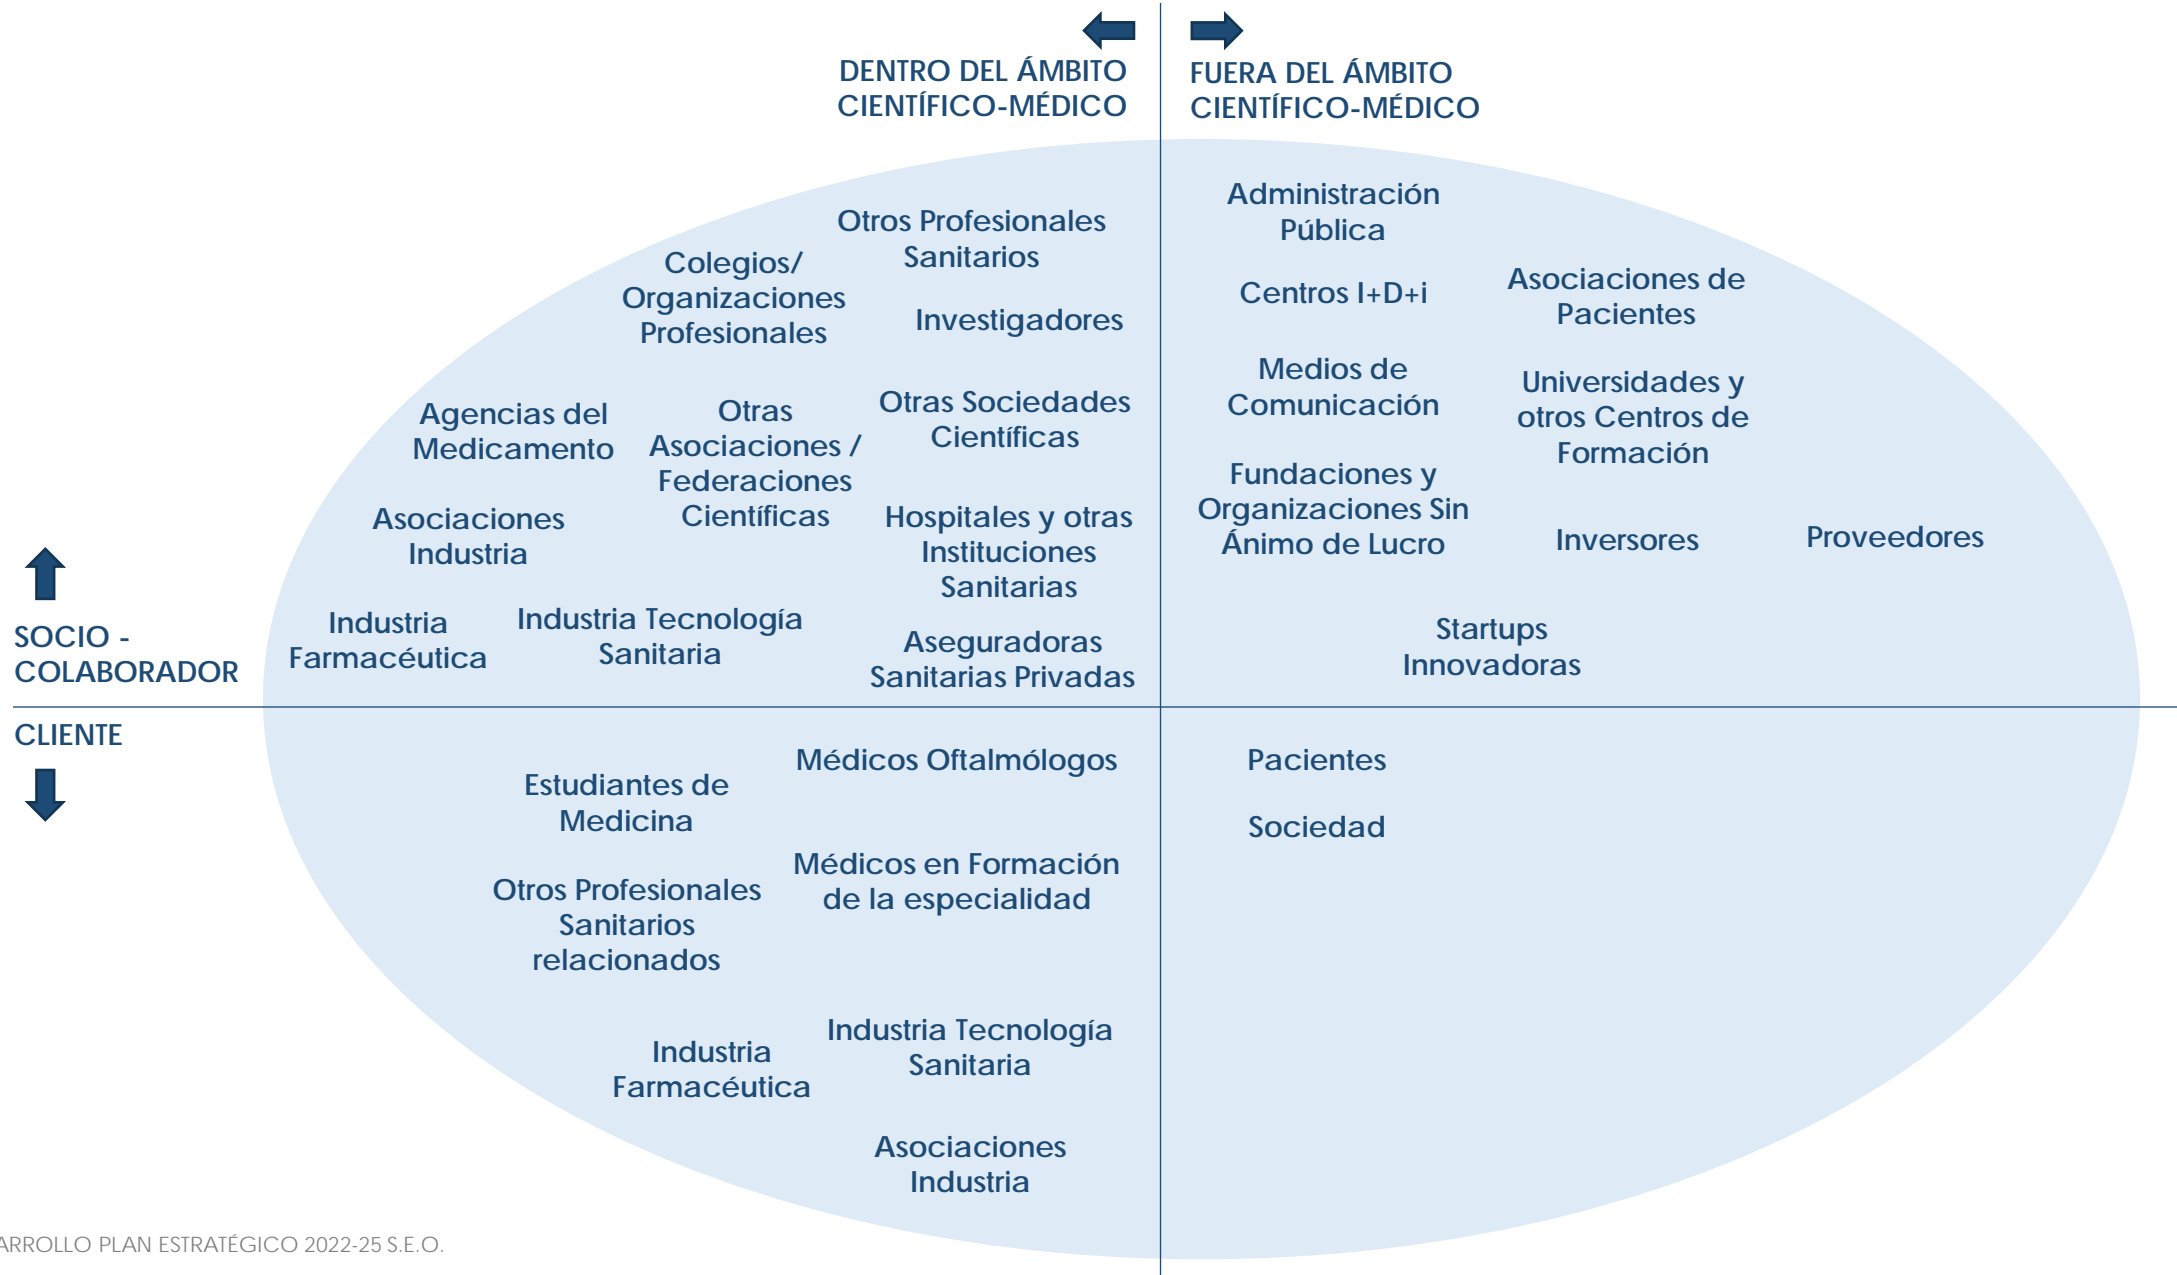 DENTRO DEL ÁMBITO
CIENTÍFICO-MÉDICO
FUERA DEL ÁMBITO
CIENTÍFICO-MÉDICO
Otros Profesionales
Sanitarios
Colegios/
Organizaciones
Profesionales
Investigadores
Agencias del
Medicamento
Otras
Asociaciones /
Federaciones
Científicas
Otras Sociedades
Científicas
Asociaciones
Industria
Hospitales y otras
Instituciones
Sanitarias
Industria
Farmacéutica
Industria Tecnología
Sanitaria
Aseguradoras
Sanitarias Privadas
Administración
Pública
Centros I+D+i
Asociaciones de
Pacientes
Medios de
Comunicación
Universidades y
otros Centros de
Formación
Fundaciones y
Organizaciones Sin
Ánimo de Lucro
Inversores
Proveedores
Startups
Innovadoras
SOCIO -
COLABORADOR
CLIENTE
Médicos Oftalmólogos
Estudiantes de
Medicina
Médicos en Formación
de la especialidad
Otros Profesionales
Sanitarios
relacionados
Industria Tecnología
Sanitaria
Industria
Farmacéutica
Asociaciones
Industria
Pacientes
Sociedad
ARROLLO PLAN ESTRATÉGICO 2022-25 S.E.O.